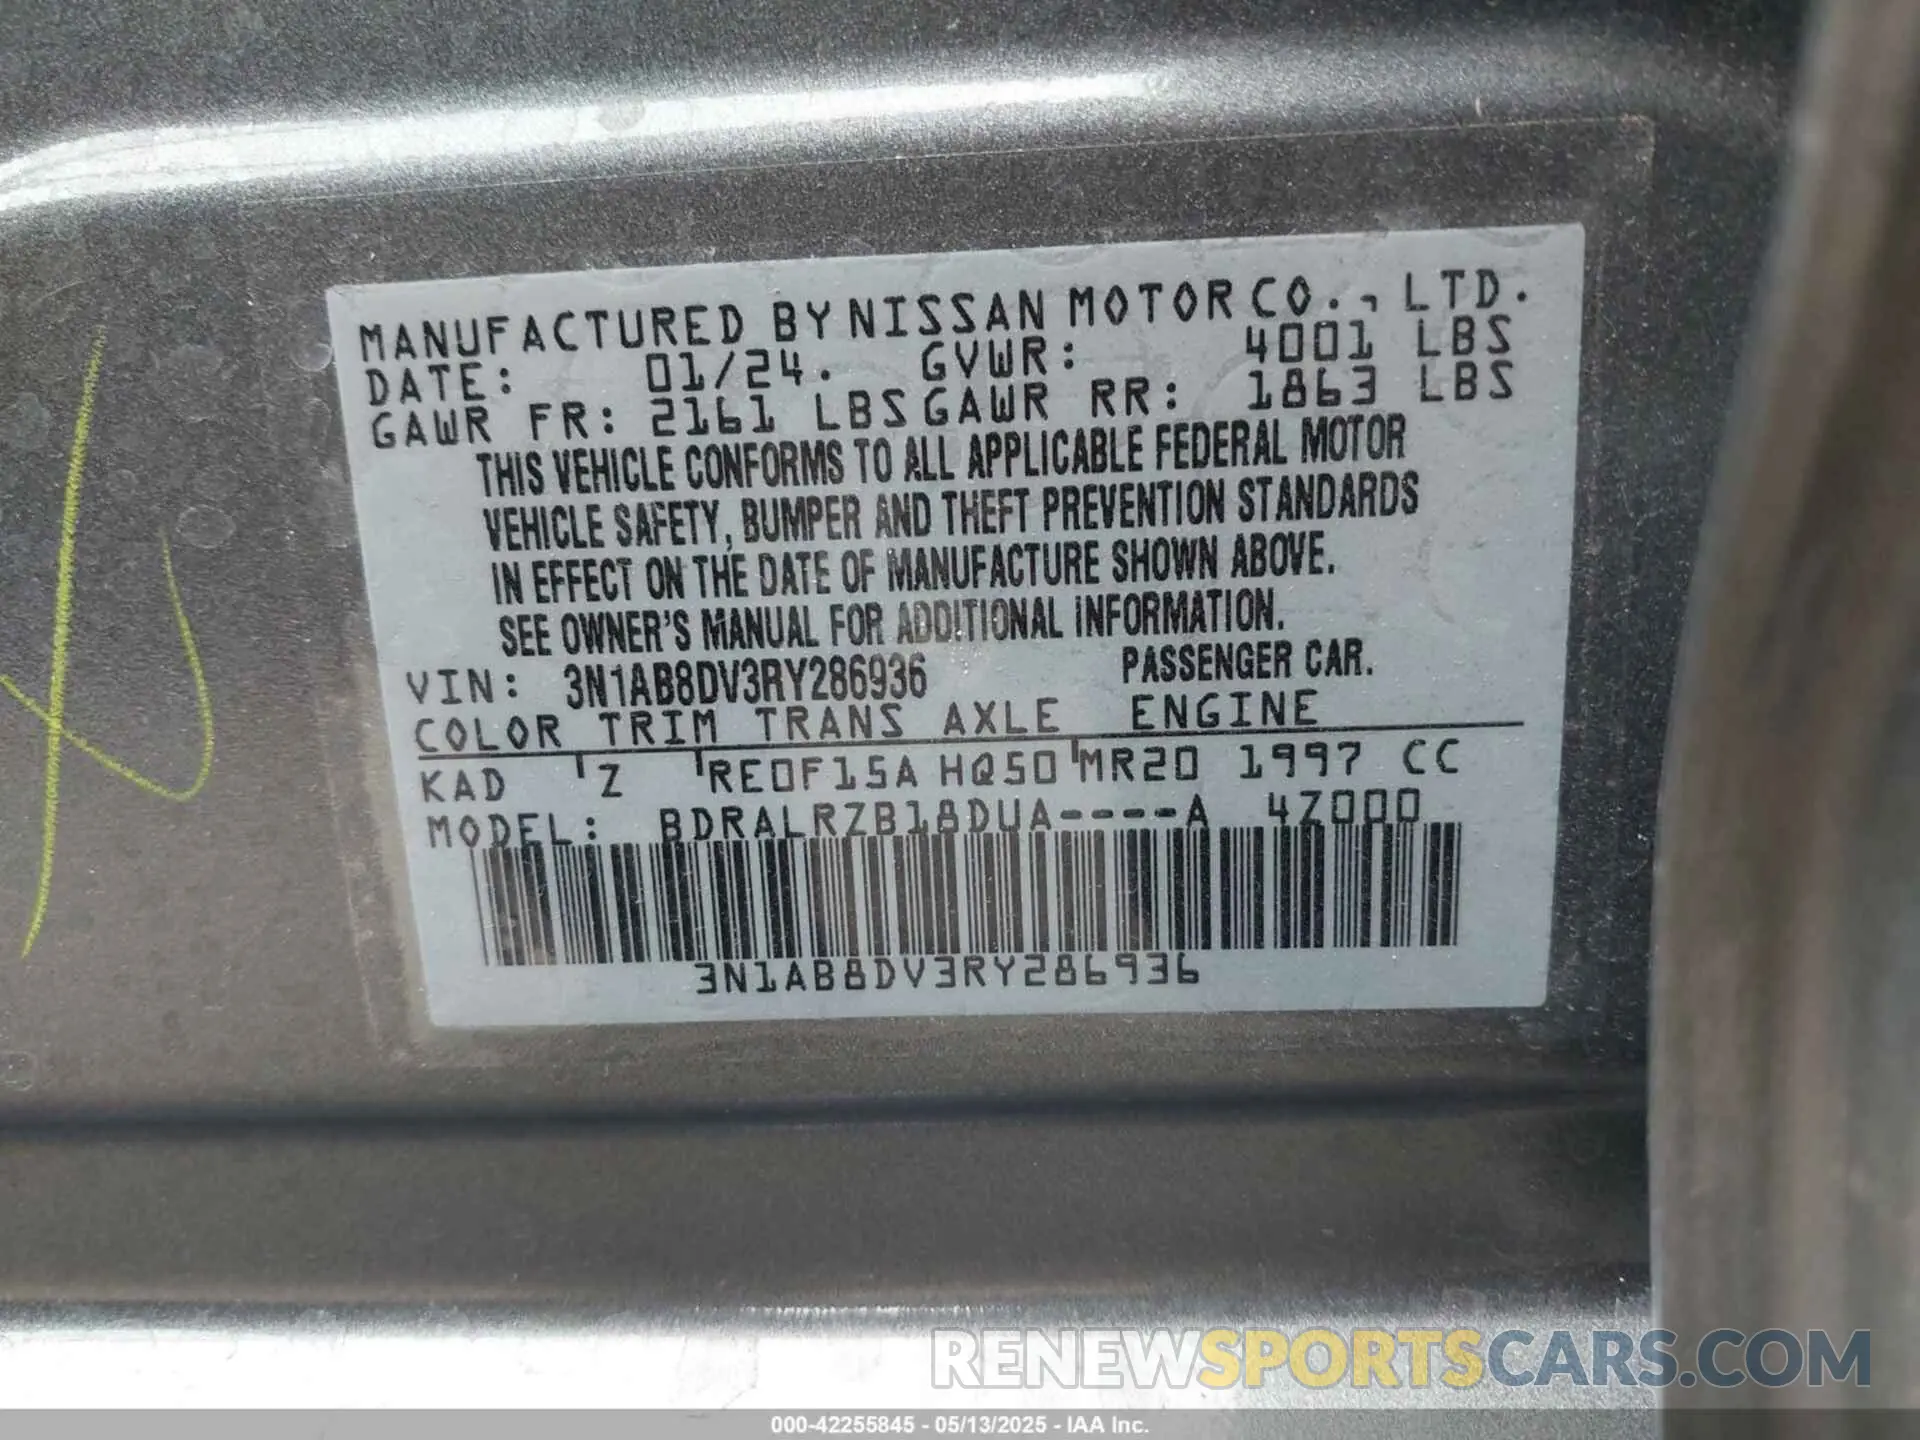 MANUFACTURED BY NISSAN MOTOR CO., LTD.
DATE: 01/24. GVWR: 4001 LBS
GAWR FR: 2161 LBS GAWR RR: 1863 LBS
THIS VEHICLE CONFORMS TO ALL APPLICABLE FEDERAL MOTOR
VEHICLE SAFETY, BUMPER AND THEFT PREVENTION STANDARDS
IN EFFECT ON THE DATE OF MANUFACTURE SHOWN ABOVE.
SEE OWNER'S MANUAL FOR ADDITIONAL INFORMATION.
VIN: 3N1AB8DV3RY286936 PASSENGER CAR.
COLOR TRIM TRANS AXLE ENGINE
KAD Z RE0F15A HQ50 MR20 1997 CC
MODEL: BDRALRZB18DUA----A 4Z000
3N1AB8DV3RY286936
RENEWSPORTSCARS.COM
000-42255845 - 05/13/2025 - IAA Inc.